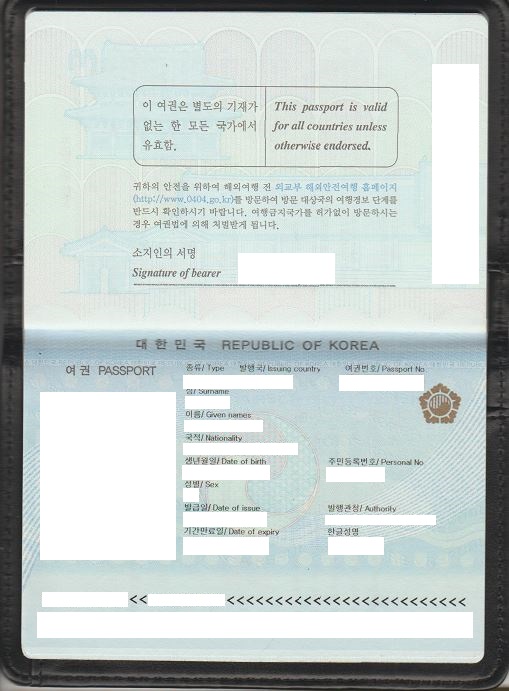 이 여권은 별도의 기재가
없는 한 모든 국가에서
유효함.
This passport is valid
for all countries unless
otherwise endorsed.
귀하의 안전을 위하여 해외여행 전 외교부 해외안전여행 홈페이지
(http://www.0404.go.kr)를 방문하여 방문 대상국의 여행경보 단계를
반드시 확인하시기 바랍니다. 여행금지국가를 허가없이 방문하시는
경우 여권법에 의해 처벌받게 됩니다.
소지인의 서명
Signature of bearer
대한민국 REPUBLIC OF KOREA
여권 PASSPORT
종류/ Type 발행국/ Issuing country 여권번호/ Passport No
성/ Surname
이름/ Given names
국적/ Nationality
생년월일/ Date of birth 주민등록번호/ Personal No
성별/ Sex
발급일/ Date of issue 발행관청/ Authority
기간만료일/ Date of expiry 한글성명
<< <<<<<<<<<<<<<<<<<<<<<<<<<